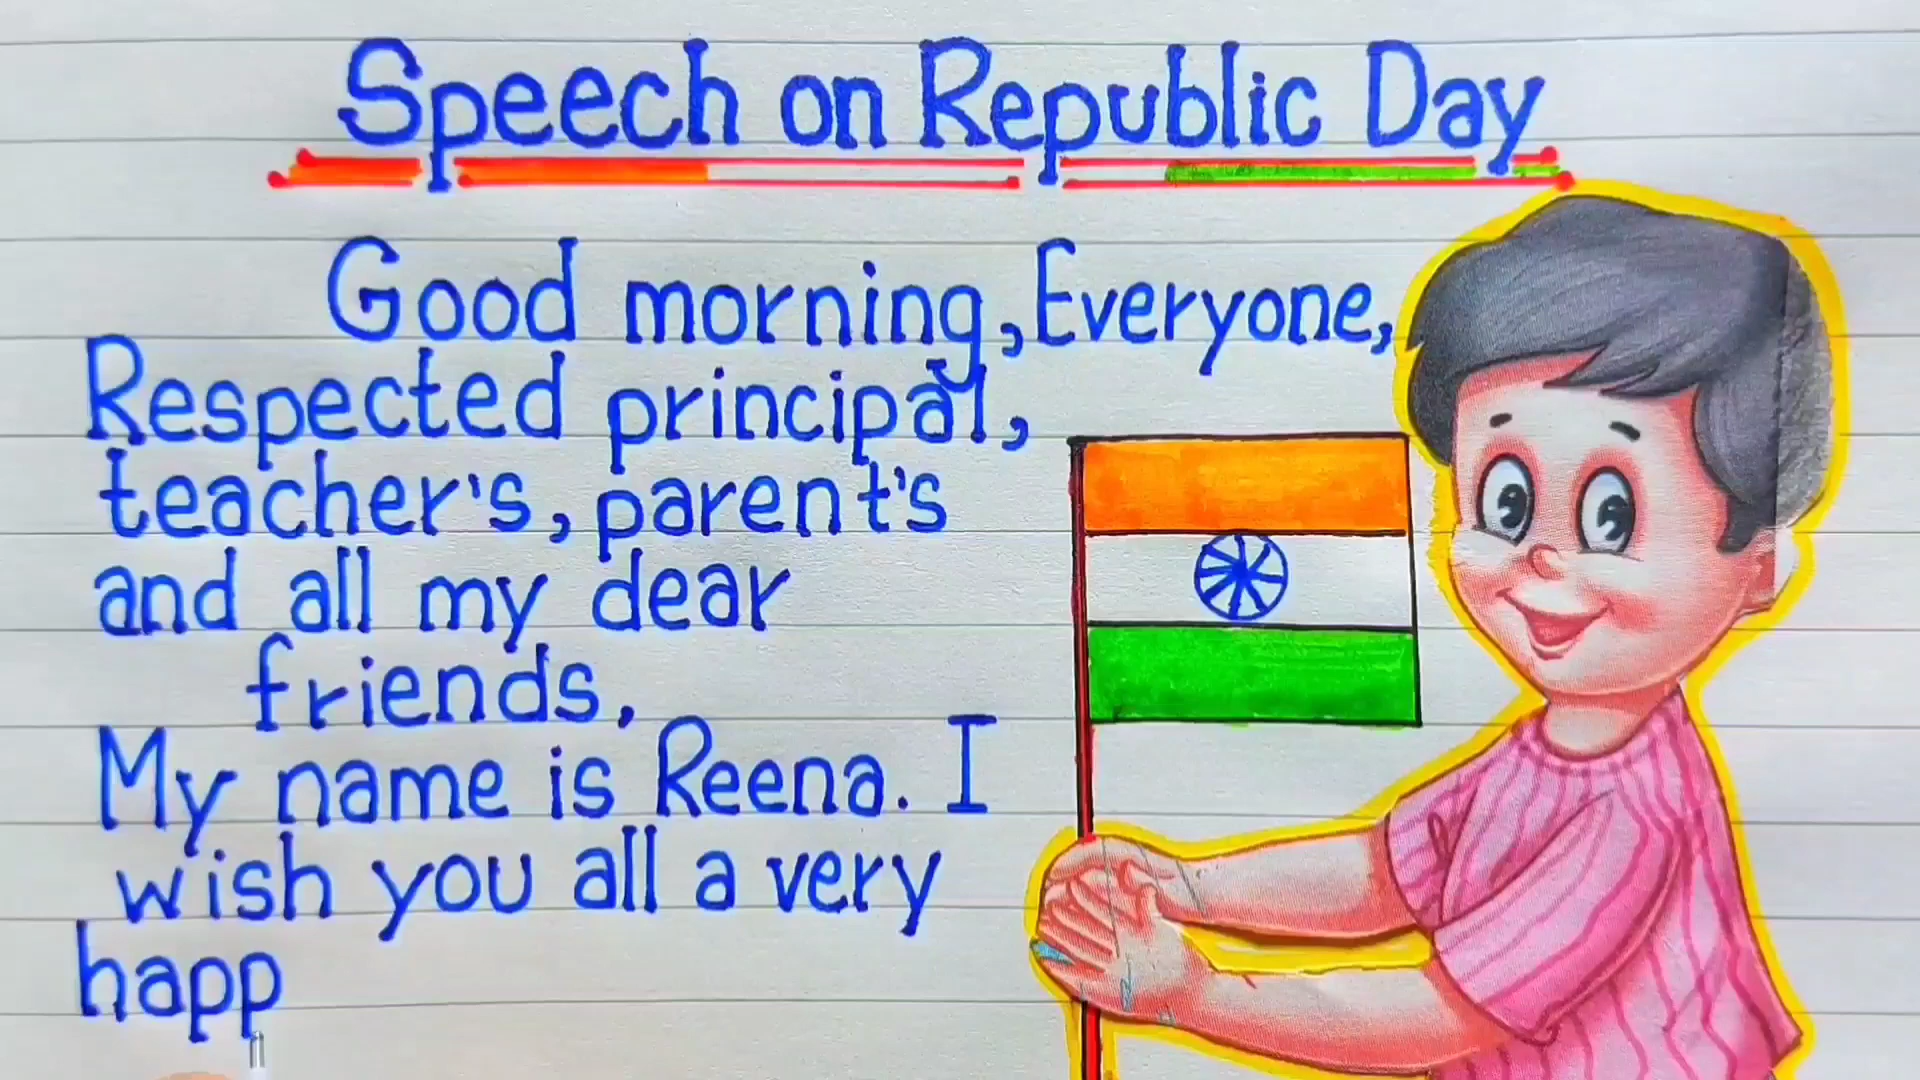 Speech on Republic Day
Good morning, Everyone,
Respected principal,
teacher's, parent's
and all my dear
friends,
My name is Reena. I
wish you all a very
happ